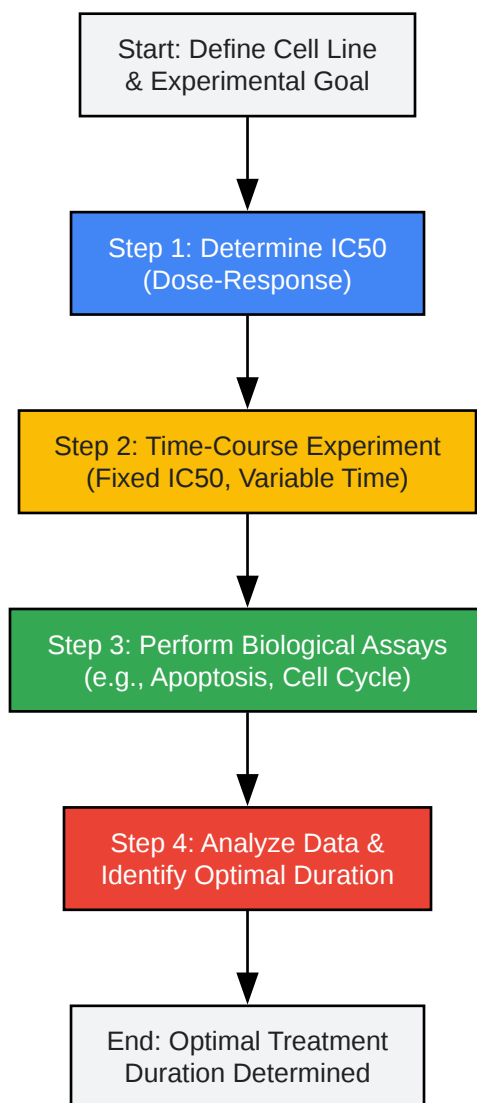 Start: Define Cell Line
& Experimental Goal
Step 1: Determine IC50
(Dose-Response)
Step 2: Time-Course Experiment
(Fixed IC50, Variable Time)
Step 3: Perform Biological Assays
(e.g., Apoptosis, Cell Cycle)
Step 4: Analyze Data &
Identify Optimal Duration
End: Optimal Treatment
Duration Determined